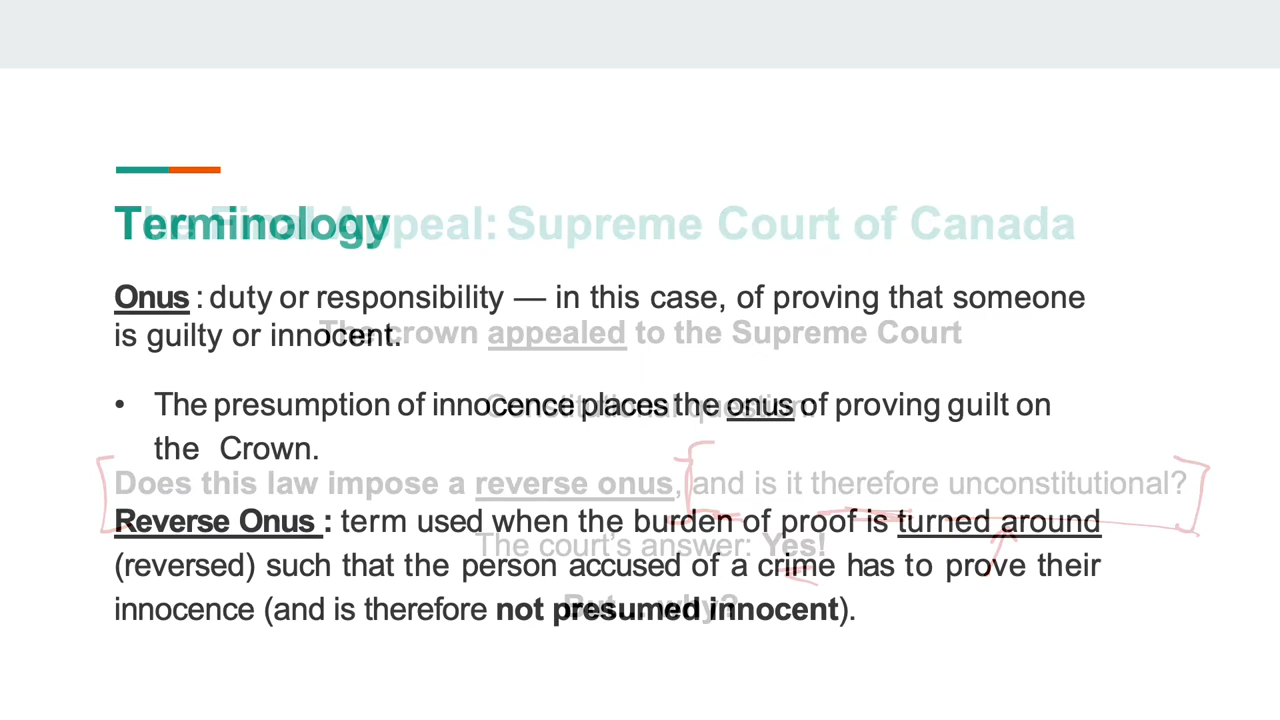 Terminology
The Final Appeal: Supreme Court of Canada
Onus : duty or responsibility — in this case, of proving that someone
is guilty or innocent.
The crown appealed to the Supreme Court
• The presumption of innocence places the onus of proving guilt on
Constitutional question:
the Crown.
Does this law impose a reverse onus, and is it therefore unconstitutional?
Reverse Onus : term used when the burden of proof is turned around
The court's answer: Yes!
(reversed) such that the person accused of a crime has to prove their
innocence (and is therefore not presumed innocent).
But... why?